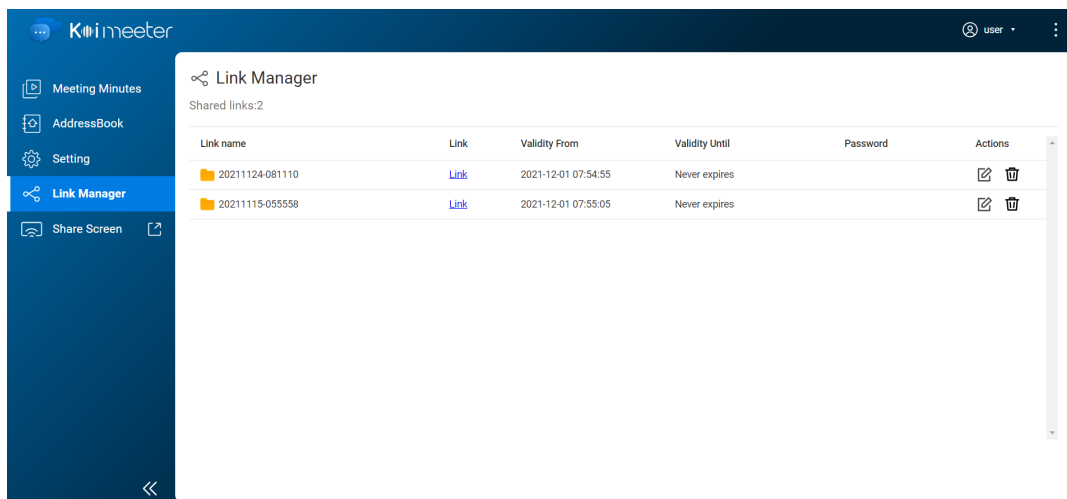 Koimeeter
user
Meeting Minutes
AddressBook
Setting
Link Manager
Share Screen
Link Manager
Shared links:2
Link name Link Validity From Validity Until Password Actions
20211124-081110 Link 2021-12-01 07:54:55 Never expires
20211115-055558 Link 2021-12-01 07:55:05 Never expires